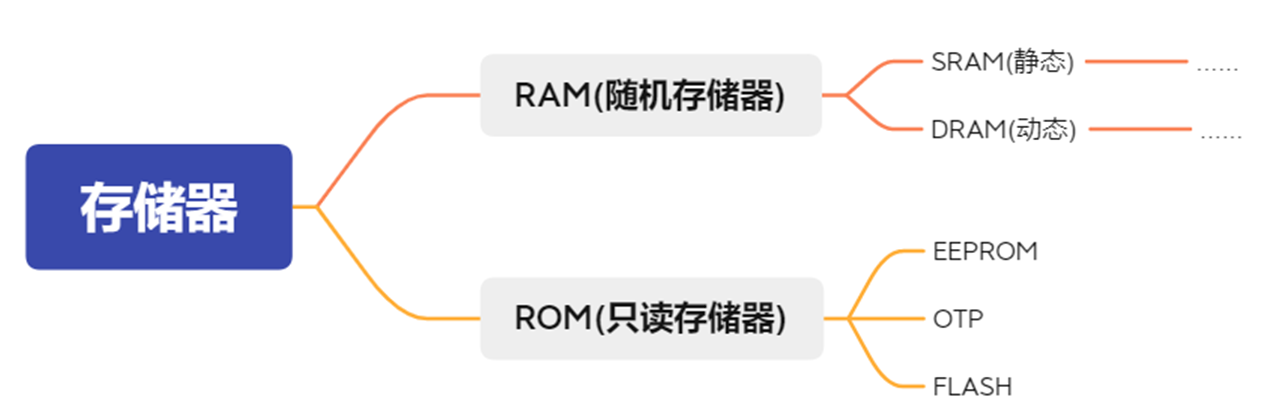 存储器
RAM(随机存储器)
SRAM(静态)
......
DRAM(动态)
......
ROM(只读存储器)
EEPROM
OTP
FLASH